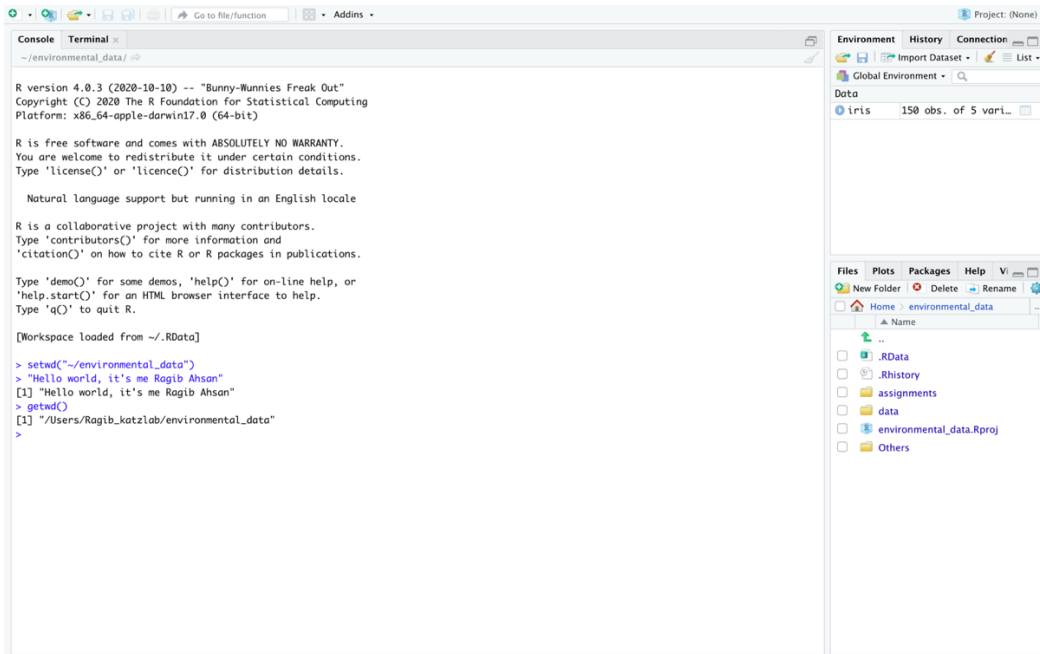 Go to file/function
Addins
Project: (None)
Console Terminal
~/environmental_data/
R version 4.0.3 (2020-10-10) -- "Bunny-Wunnies Freak Out"
Copyright (C) 2020 The R Foundation for Statistical Computing
Platform: x86_64-apple-darwin17.0 (64-bit)
R is free software and comes with ABSOLUTELY NO WARRANTY.
You are welcome to redistribute it under certain conditions.
Type 'license()' or 'licence()' for distribution details.
Natural language support but running in an English locale
R is a collaborative project with many contributors.
Type 'contributors()' for more information and
'citation()' on how to cite R or R packages in publications.
Type 'demo()' for some demos, 'help()' for on-line help, or
'help.start()' for an HTML browser interface to help.
Type 'q()' to quit R.
[Workspace loaded from ~/.RData]
> setwd("~/environmental_data")
> "Hello world, it's me Ragib Ahsan"
[1] "Hello world, it's me Ragib Ahsan"
> getwd()
[1] "/Users/Ragib_katzlab/environmental_data"
>
Environment History Connection
Import Dataset List
Global Environment
Data
iris 150 obs. of 5 vari...
Files Plots Packages Help Vi
New Folder Delete Rename
Home environmental_data ...
Name
..
.RData
.Rhistory
assignments
data
environmental_data.Rproj
Others